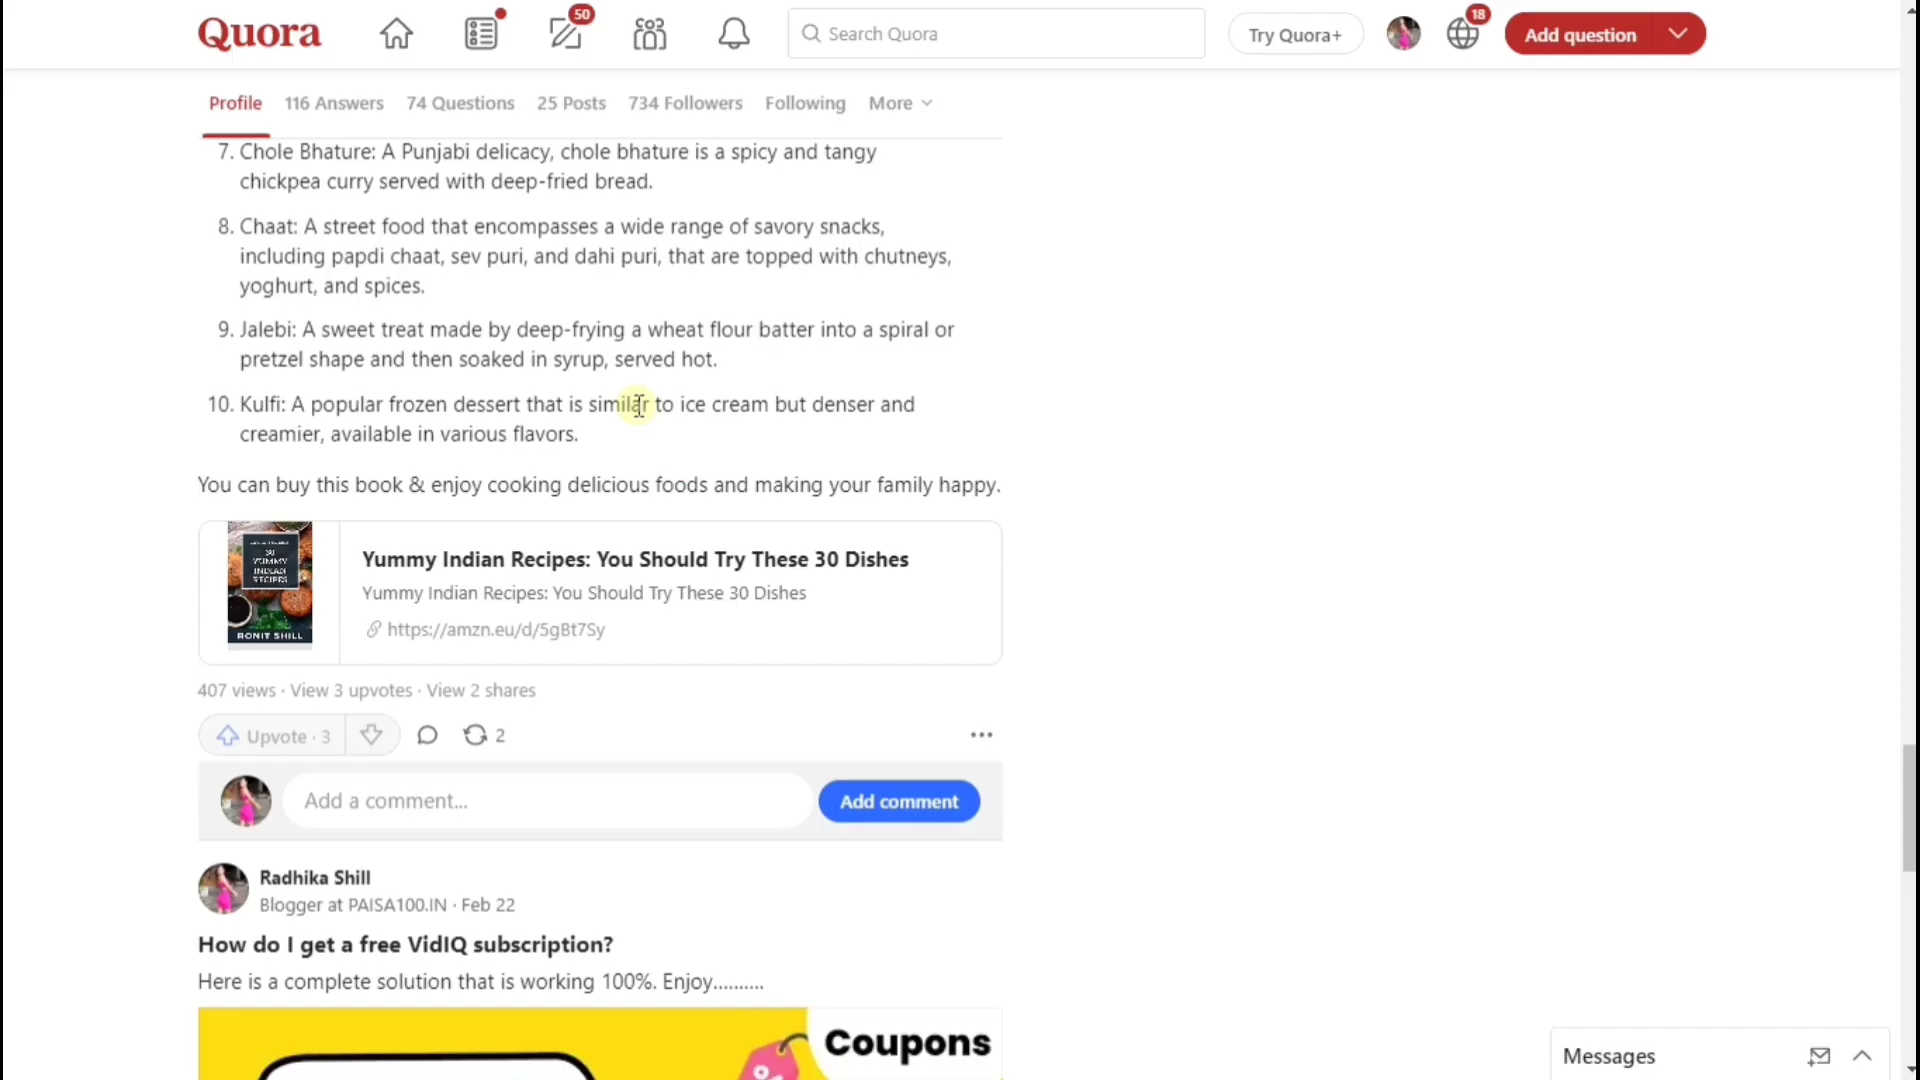 Quora
50
Search Quora
Try Quora+
18
Add question
Profile
116 Answers
74 Questions
25 Posts
734 Followers
Following
More
7. Chole Bhature: A Punjabi delicacy, chole bhature is a spicy and tangy
chickpea curry served with deep-fried bread.
8. Chaat: A street food that encompasses a wide range of savory snacks,
including papdi chaat, sev puri, and dahi puri, that are topped with chutneys,
yoghurt, and spices.
9. Jalebi: A sweet treat made by deep-frying a wheat flour batter into a spiral or
pretzel shape and then soaked in syrup, served hot.
10. Kulfi: A popular frozen dessert that is similar to ice cream but denser and
creamier, available in various flavors.
You can buy this book & enjoy cooking delicious foods and making your family happy.
30
YUMMY
INDIAN
RECIPES
RONIT SHILL
Yummy Indian Recipes: You Should Try These 30 Dishes
Yummy Indian Recipes: You Should Try These 30 Dishes
https://amzn.eu/d/5gBt7Sy
407 views · View 3 upvotes · View 2 shares
Upvote · 3
2
Add a comment...
Add comment
Radhika Shill
Blogger at PAISA100.IN · Feb 22
How do I get a free VidIQ subscription?
Here is a complete solution that is working 100%. Enjoy..........
Coupons
%
Messages